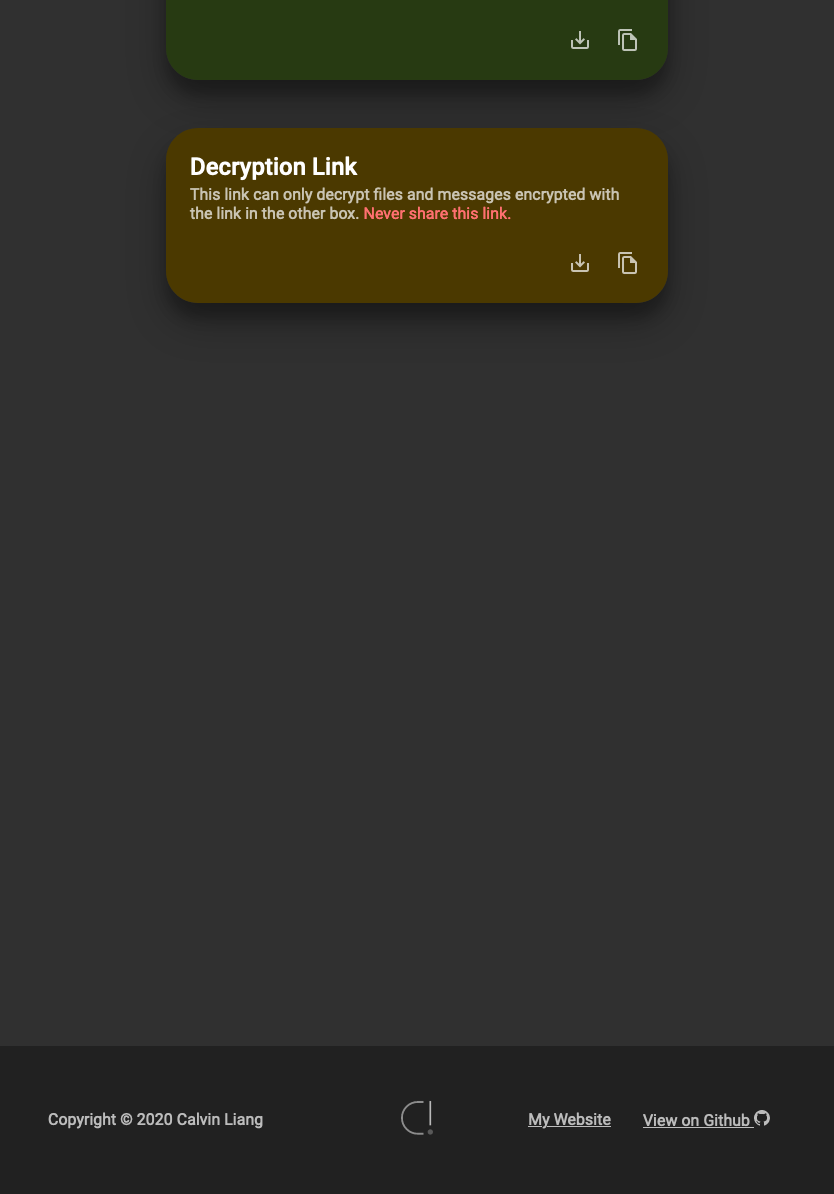 Decryption Link
This link can only decrypt files and messages encrypted with
the link in the other box. Never share this link.
Copyright © 2020 Calvin Liang
My Website
View on Github